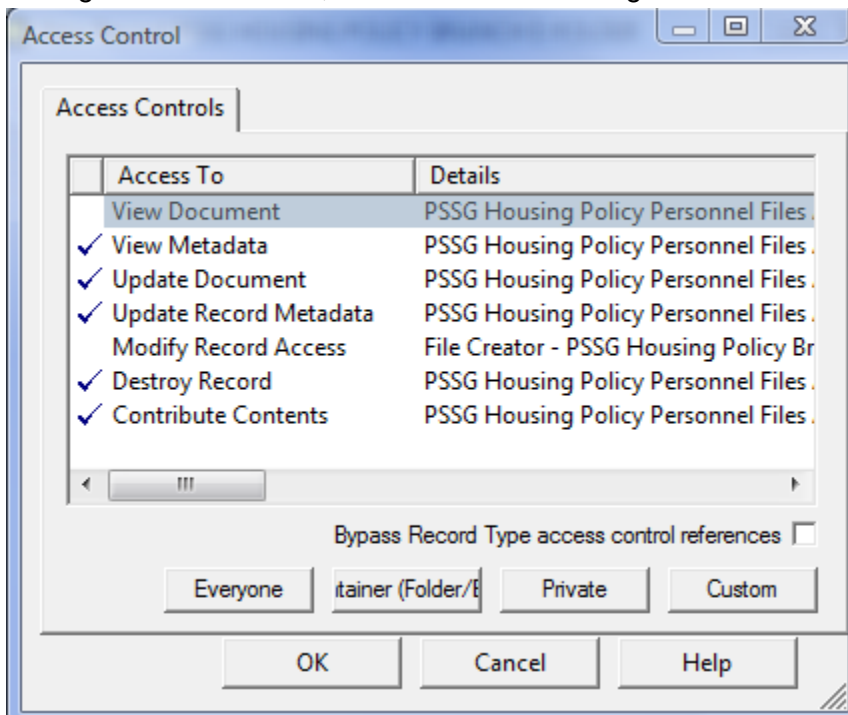 Access Control
Access Controls
Access To Details
View Document PSSG Housing Policy Personnel Files
View Metadata PSSG Housing Policy Personnel Files
Update Document PSSG Housing Policy Personnel Files
Update Record Metadata PSSG Housing Policy Personnel Files
Modify Record Access File Creator - PSSG Housing Policy Br
Destroy Record PSSG Housing Policy Personnel Files
Contribute Contents PSSG Housing Policy Personnel Files
Bypass Record Type access control references
Everyone tainer (Folder/E Private Custom
OK Cancel Help